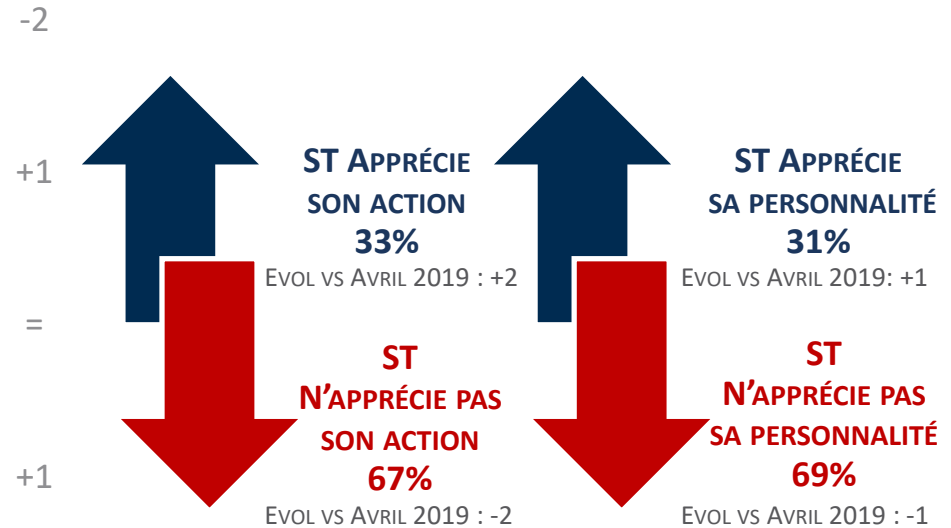 -2
+1
=
+1
ST APPRÉCIE
SON ACTION
33%
EVOL VS AVRIL 2019 : +2
ST
N'APPRÉCIE PAS
SON ACTION
67%
EVOL VS AVRIL 2019 : -2
ST APPRÉCIE
SA PERSONNALITÉ
31%
EVOL VS AVRIL 2019: +1
ST
N'APPRÉCIE PAS
SA PERSONNALITÉ
69%
EVOL VS AVRIL 2019 : -1